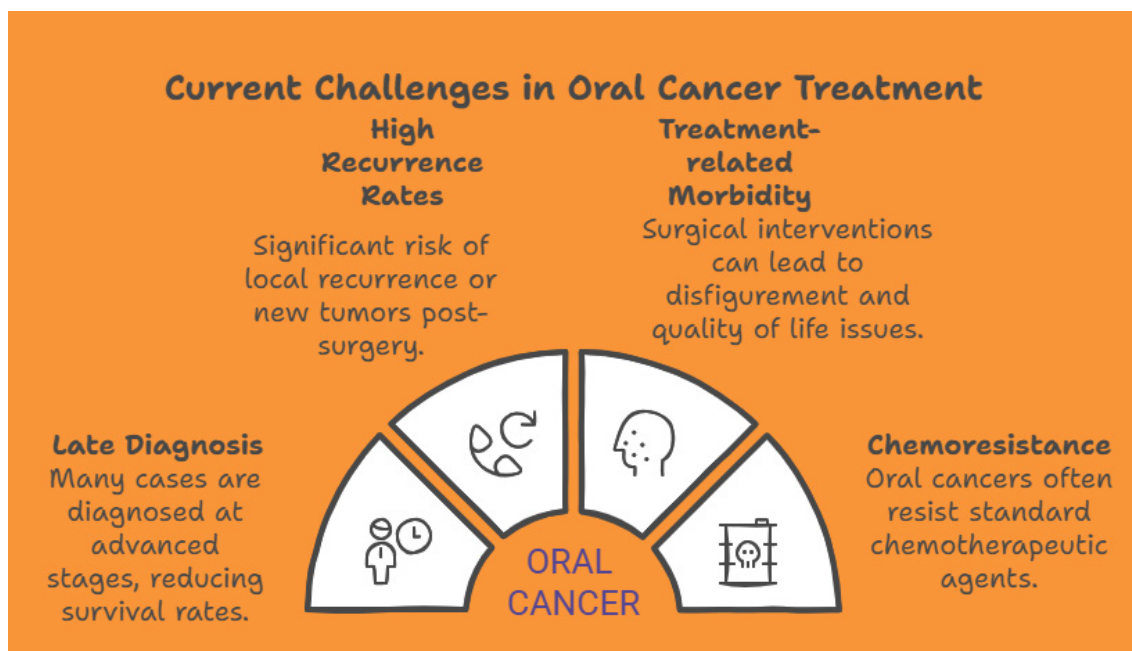 Current Challenges in Oral Cancer Treatment
High
Recurrence
Rates
Significant risk of
local recurrence or
new tumors post-
surgery.
Treatment-
related
Morbidity
Surgical interventions
can lead to
disfigurement and
quality of life issues.
Late Diagnosis
Many cases are
diagnosed at
advanced
stages, reducing
survival rates.
Chemoresistance
Oral cancers often
resist standard
chemotherapeutic
agents.
ORAL
CANCER